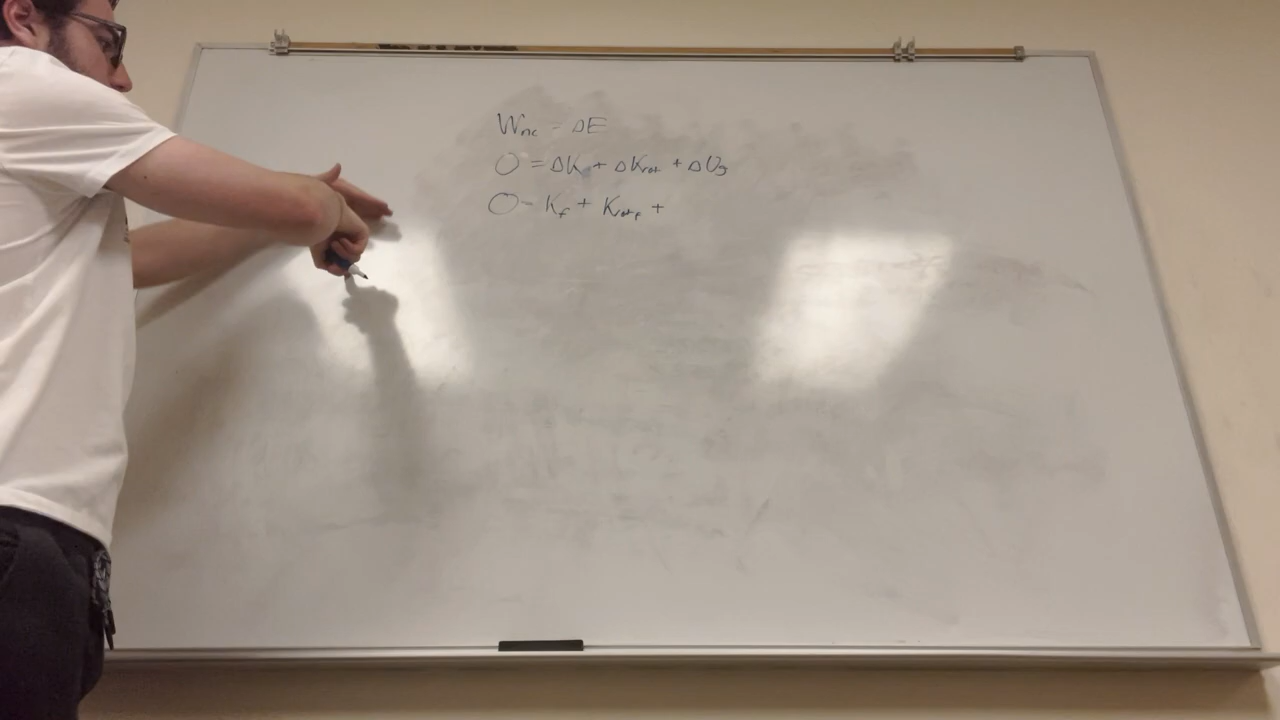 Wnc = ΔE
0 = ΔK + ΔKrot + ΔUg
0 = Kf + Krotf +